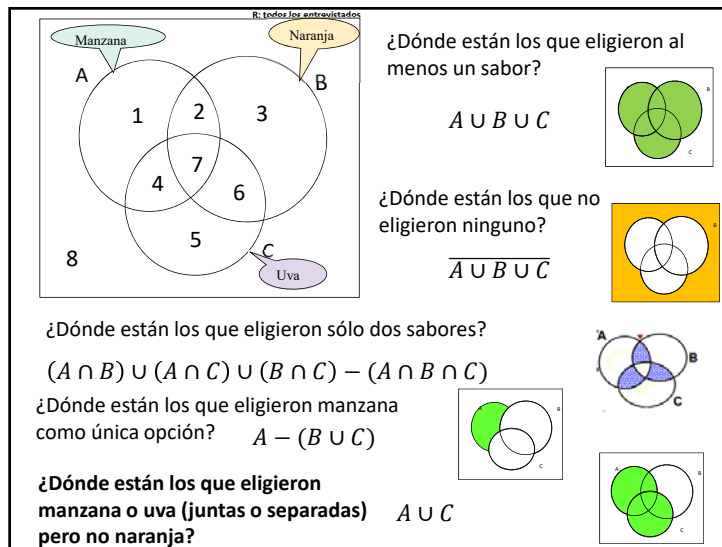 R: todos los entrevistados
Manzana
Naranja
A
B
1
2
3
7
4
6
5
C
8
Uva
¿Dónde están los que eligieron al
menos un sabor?
A ∪ B ∪ C
B
C
¿Dónde están los que no
eligieron ninguno?
\overline{A ∪ B ∪ C}
B
¿Dónde están los que eligieron sólo dos sabores?
(A ∩ B) ∪ (A ∩ C) ∪ (B ∩ C) − (A ∩ B ∩ C)
A
B
C
¿Dónde están los que eligieron manzana
como única opción? A − (B ∪ C)
A
B
C
¿Dónde están los que eligieron
manzana o uva (juntas o separadas)
pero no naranja?
A ∪ C
A
B
C